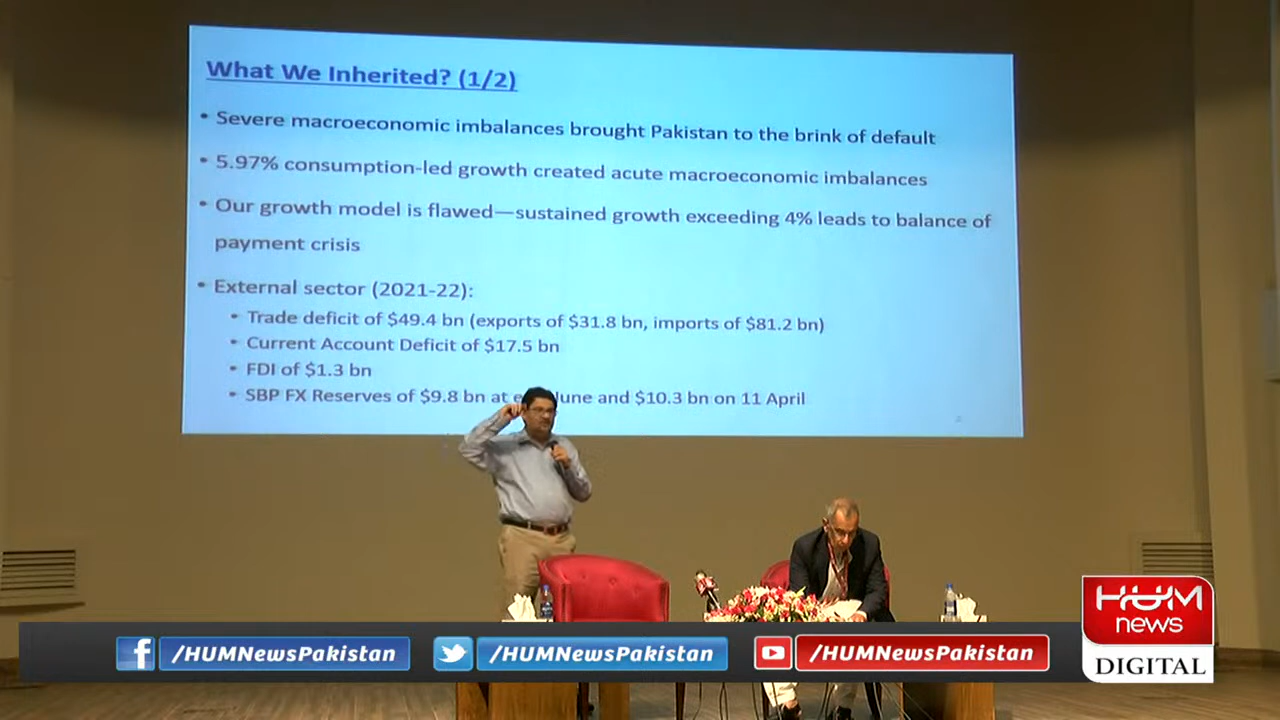 What We Inherited? (1/2)
• Severe macroeconomic imbalances brought Pakistan to the brink of default
• 5.97% consumption-led growth created acute macroeconomic imbalances
• Our growth model is flawed—sustained growth exceeding 4% leads to balance of
payment crisis
• External sector (2021-22):
• Trade deficit of $49.4 bn (exports of $31.8 bn, imports of $81.2 bn)
• Current Account Deficit of $17.5 bn
• FDI of $1.3 bn
• SBP FX Reserves of $9.8 bn at June and $10.3 bn on 11 April
HUM
news
DIGITAL
/HUMNewsPakistan
/HUMNewsPakistan
/HUMNewsPakistan